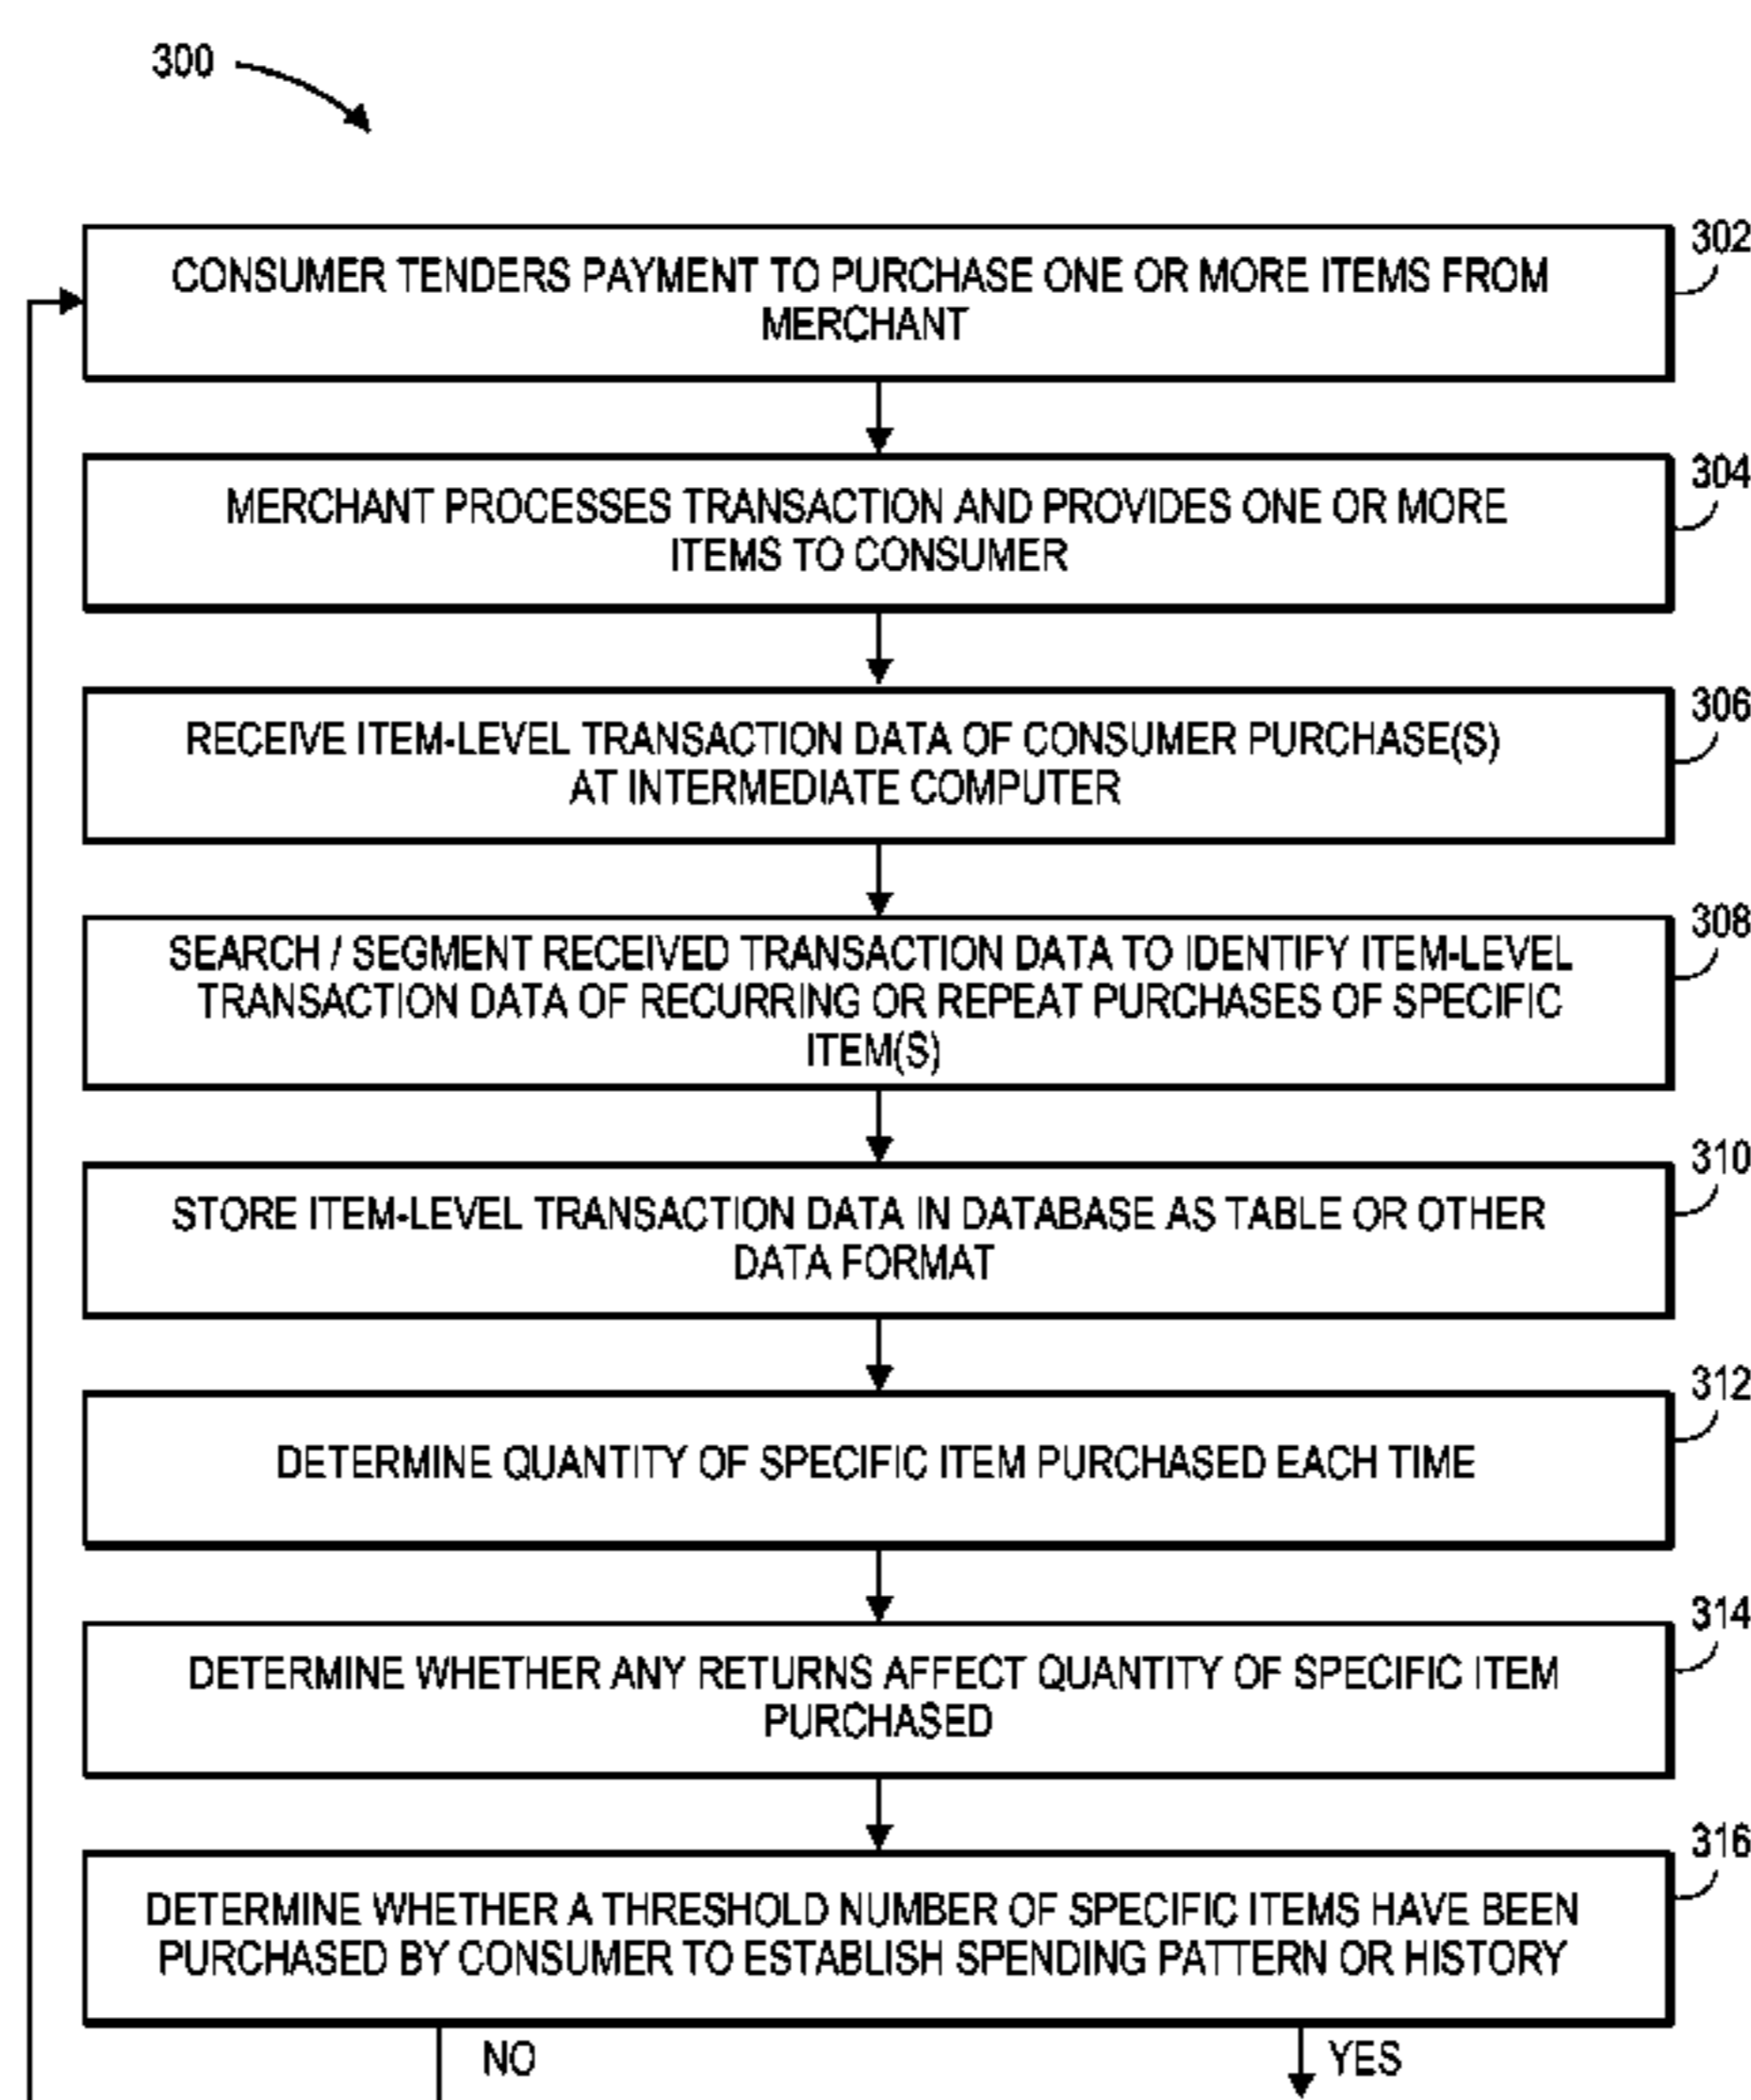 300
302
CONSUMER TENDERS PAYMENT TO PURCHASE ONE OR MORE ITEMS FROM
MERCHANT
304
MERCHANT PROCESSES TRANSACTION AND PROVIDES ONE OR MORE
ITEMS TO CONSUMER
306
RECEIVE ITEM-LEVEL TRANSACTION DATA OF CONSUMER PURCHASE(S)
AT INTERMEDIATE COMPUTER
308
SEARCH / SEGMENT RECEIVED TRANSACTION DATA TO IDENTIFY ITEM-LEVEL
TRANSACTION DATA OF RECURRING OR REPEAT PURCHASES OF SPECIFIC
ITEM(S)
310
STORE ITEM-LEVEL TRANSACTION DATA IN DATABASE AS TABLE OR OTHER
DATA FORMAT
312
DETERMINE QUANTITY OF SPECIFIC ITEM PURCHASED EACH TIME
314
DETERMINE WHETHER ANY RETURNS AFFECT QUANTITY OF SPECIFIC ITEM
PURCHASED
316
DETERMINE WHETHER A THRESHOLD NUMBER OF SPECIFIC ITEMS HAVE BEEN
PURCHASED BY CONSUMER TO ESTABLISH SPENDING PATTERN OR HISTORY
NO
YES